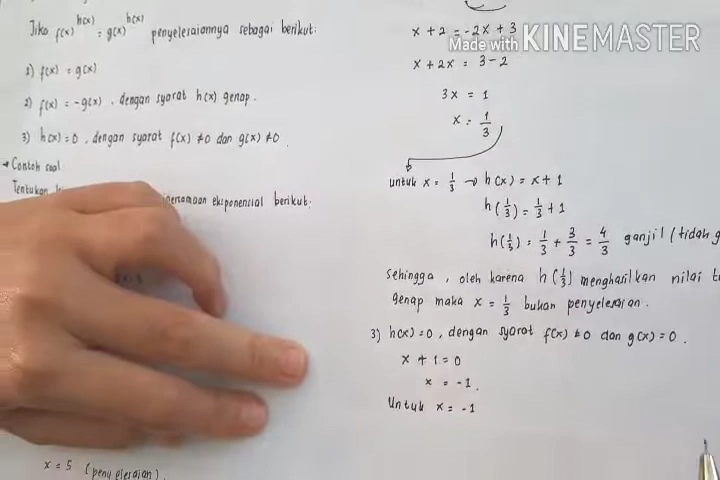 Jika f(x)^h(x) = g(x)^h(x) penyelesaiannya sebagai berikut:
1) f(x) = g(x)
2) f(x) = -g(x), dengan syarat h(x) genap.
3) h(x) = 0, dengan syarat f(x) ≠ 0 dan g(x) ≠ 0.
Contoh soal
Tentukan
persamaan eksponensial berikut:
x = 5 (penyelesaian).
x + 2 = -2x + 3
Made with KINEMASTER
x + 2x = 3 - 2
3x = 1
x = 1/3
untuk x = 1/3 → h(x) = x + 1
h(1/3) = 1/3 + 1
h(1/3) = 1/3 + 3/3 = 4/3 ganjil (tidak g
sehingga, oleh karena h(1/3) menghasilkan nilai t
genap maka x = 1/3 bukan penyelesaian.
3) h(x) = 0, dengan syarat f(x) ≠ 0 dan g(x) = 0.
x + 1 = 0
x = -1.
Untuk x = -1